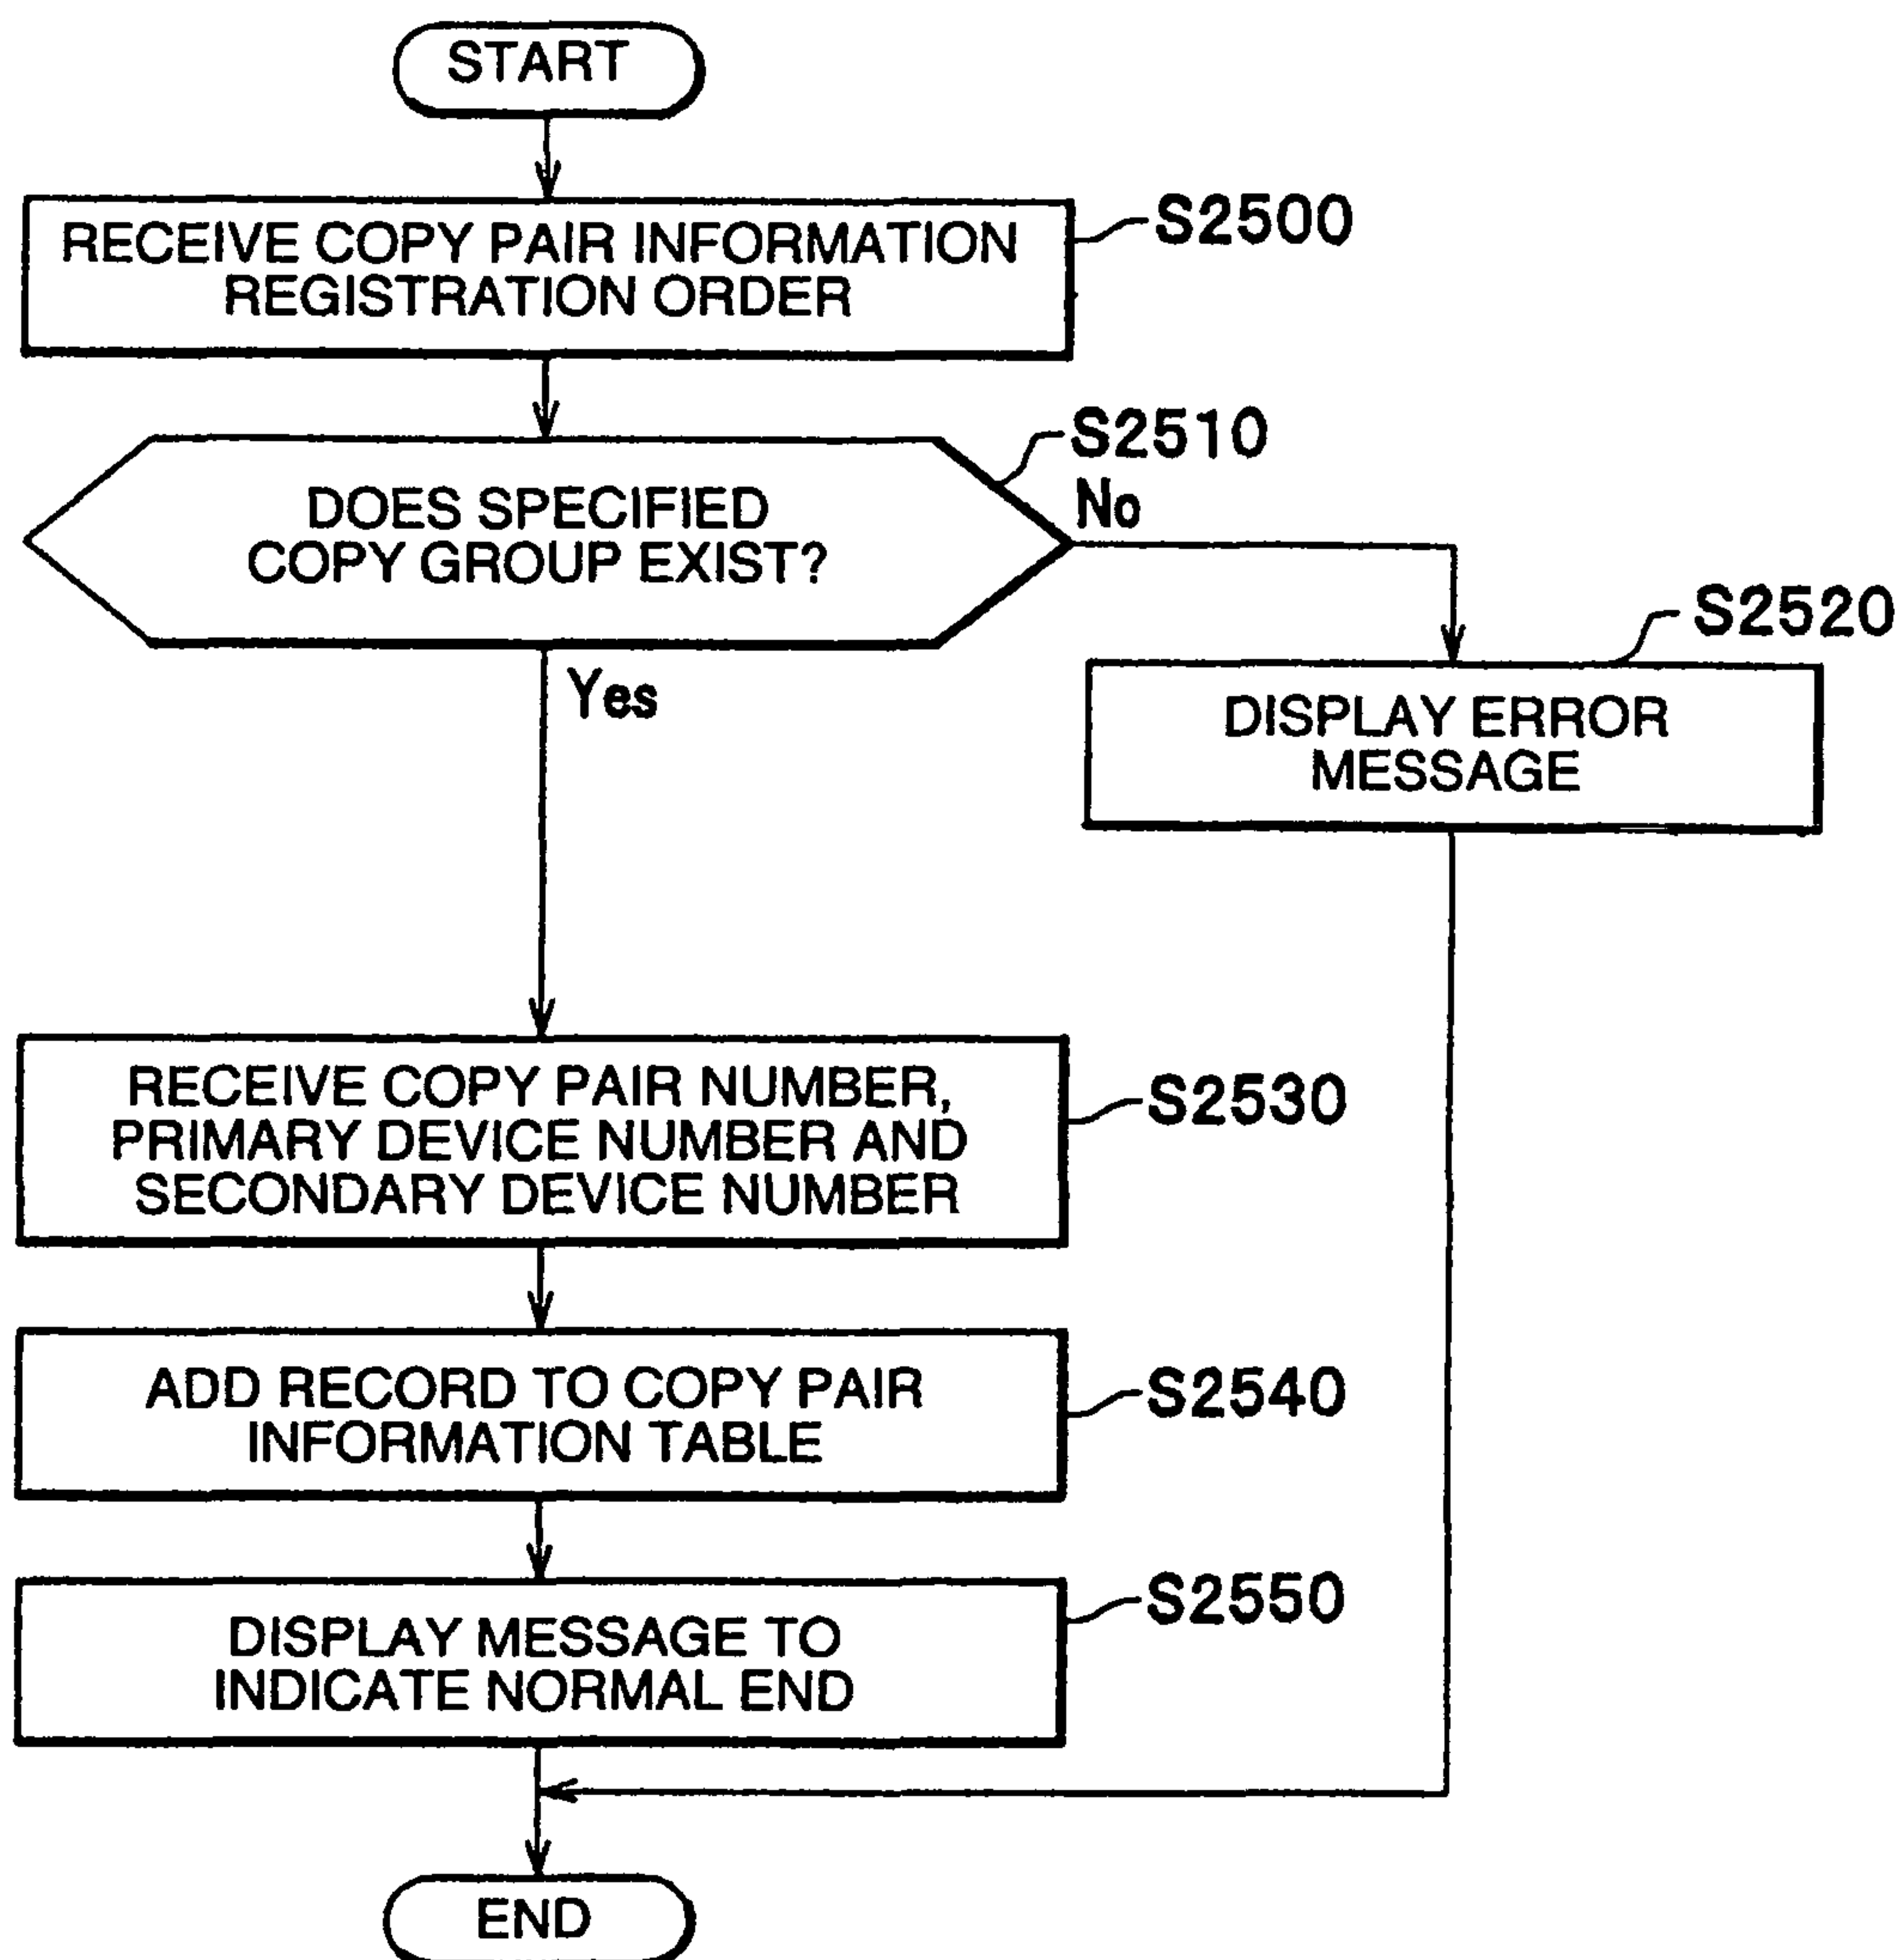 START
RECEIVE COPY PAIR INFORMATION
REGISTRATION ORDER
S2500
DOES SPECIFIED
COPY GROUP EXIST?
S2510
No
Yes
S2520
DISPLAY ERROR
MESSAGE
RECEIVE COPY PAIR NUMBER,
PRIMARY DEVICE NUMBER AND
SECONDARY DEVICE NUMBER
S2530
ADD RECORD TO COPY PAIR
INFORMATION TABLE
S2540
DISPLAY MESSAGE TO
INDICATE NORMAL END
S2550
END